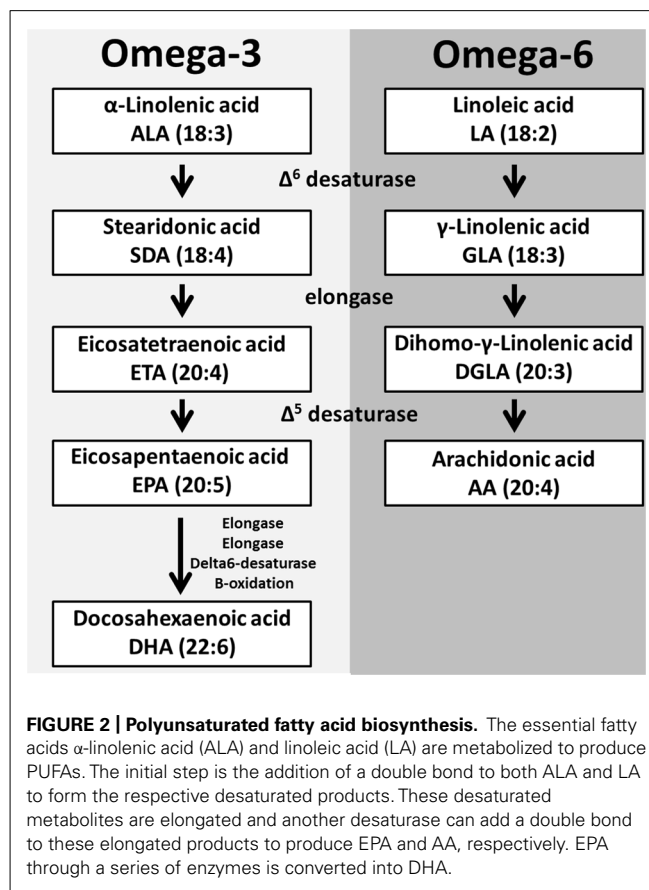 Omega-3
Omega-6
α-Linolenic acid
ALA (18:3)
Linoleic acid
LA (18:2)
Δ⁶ desaturase
Stearidonic acid
SDA (18:4)
γ-Linolenic acid
GLA (18:3)
elongase
Eicosatetraenoic acid
ETA (20:4)
Dihomo-γ-Linolenic acid
DGLA (20:3)
Δ⁵ desaturase
Eicosapentaenoic acid
EPA (20:5)
Arachidonic acid
AA (20:4)
Elongase
Elongase
Delta6-desaturase
B-oxidation
Docosahexaenoic acid
DHA (22:6)
FIGURE 2 | Polyunsaturated fatty acid biosynthesis. The essential fatty
acids α-linolenic acid (ALA) and linoleic acid (LA) are metabolized to produce
PUFAs. The initial step is the addition of a double bond to both ALA and LA
to form the respective desaturated products. These desaturated
metabolites are elongated and another desaturase can add a double bond
to these elongated products to produce EPA and AA, respectively. EPA
through a series of enzymes is converted into DHA.